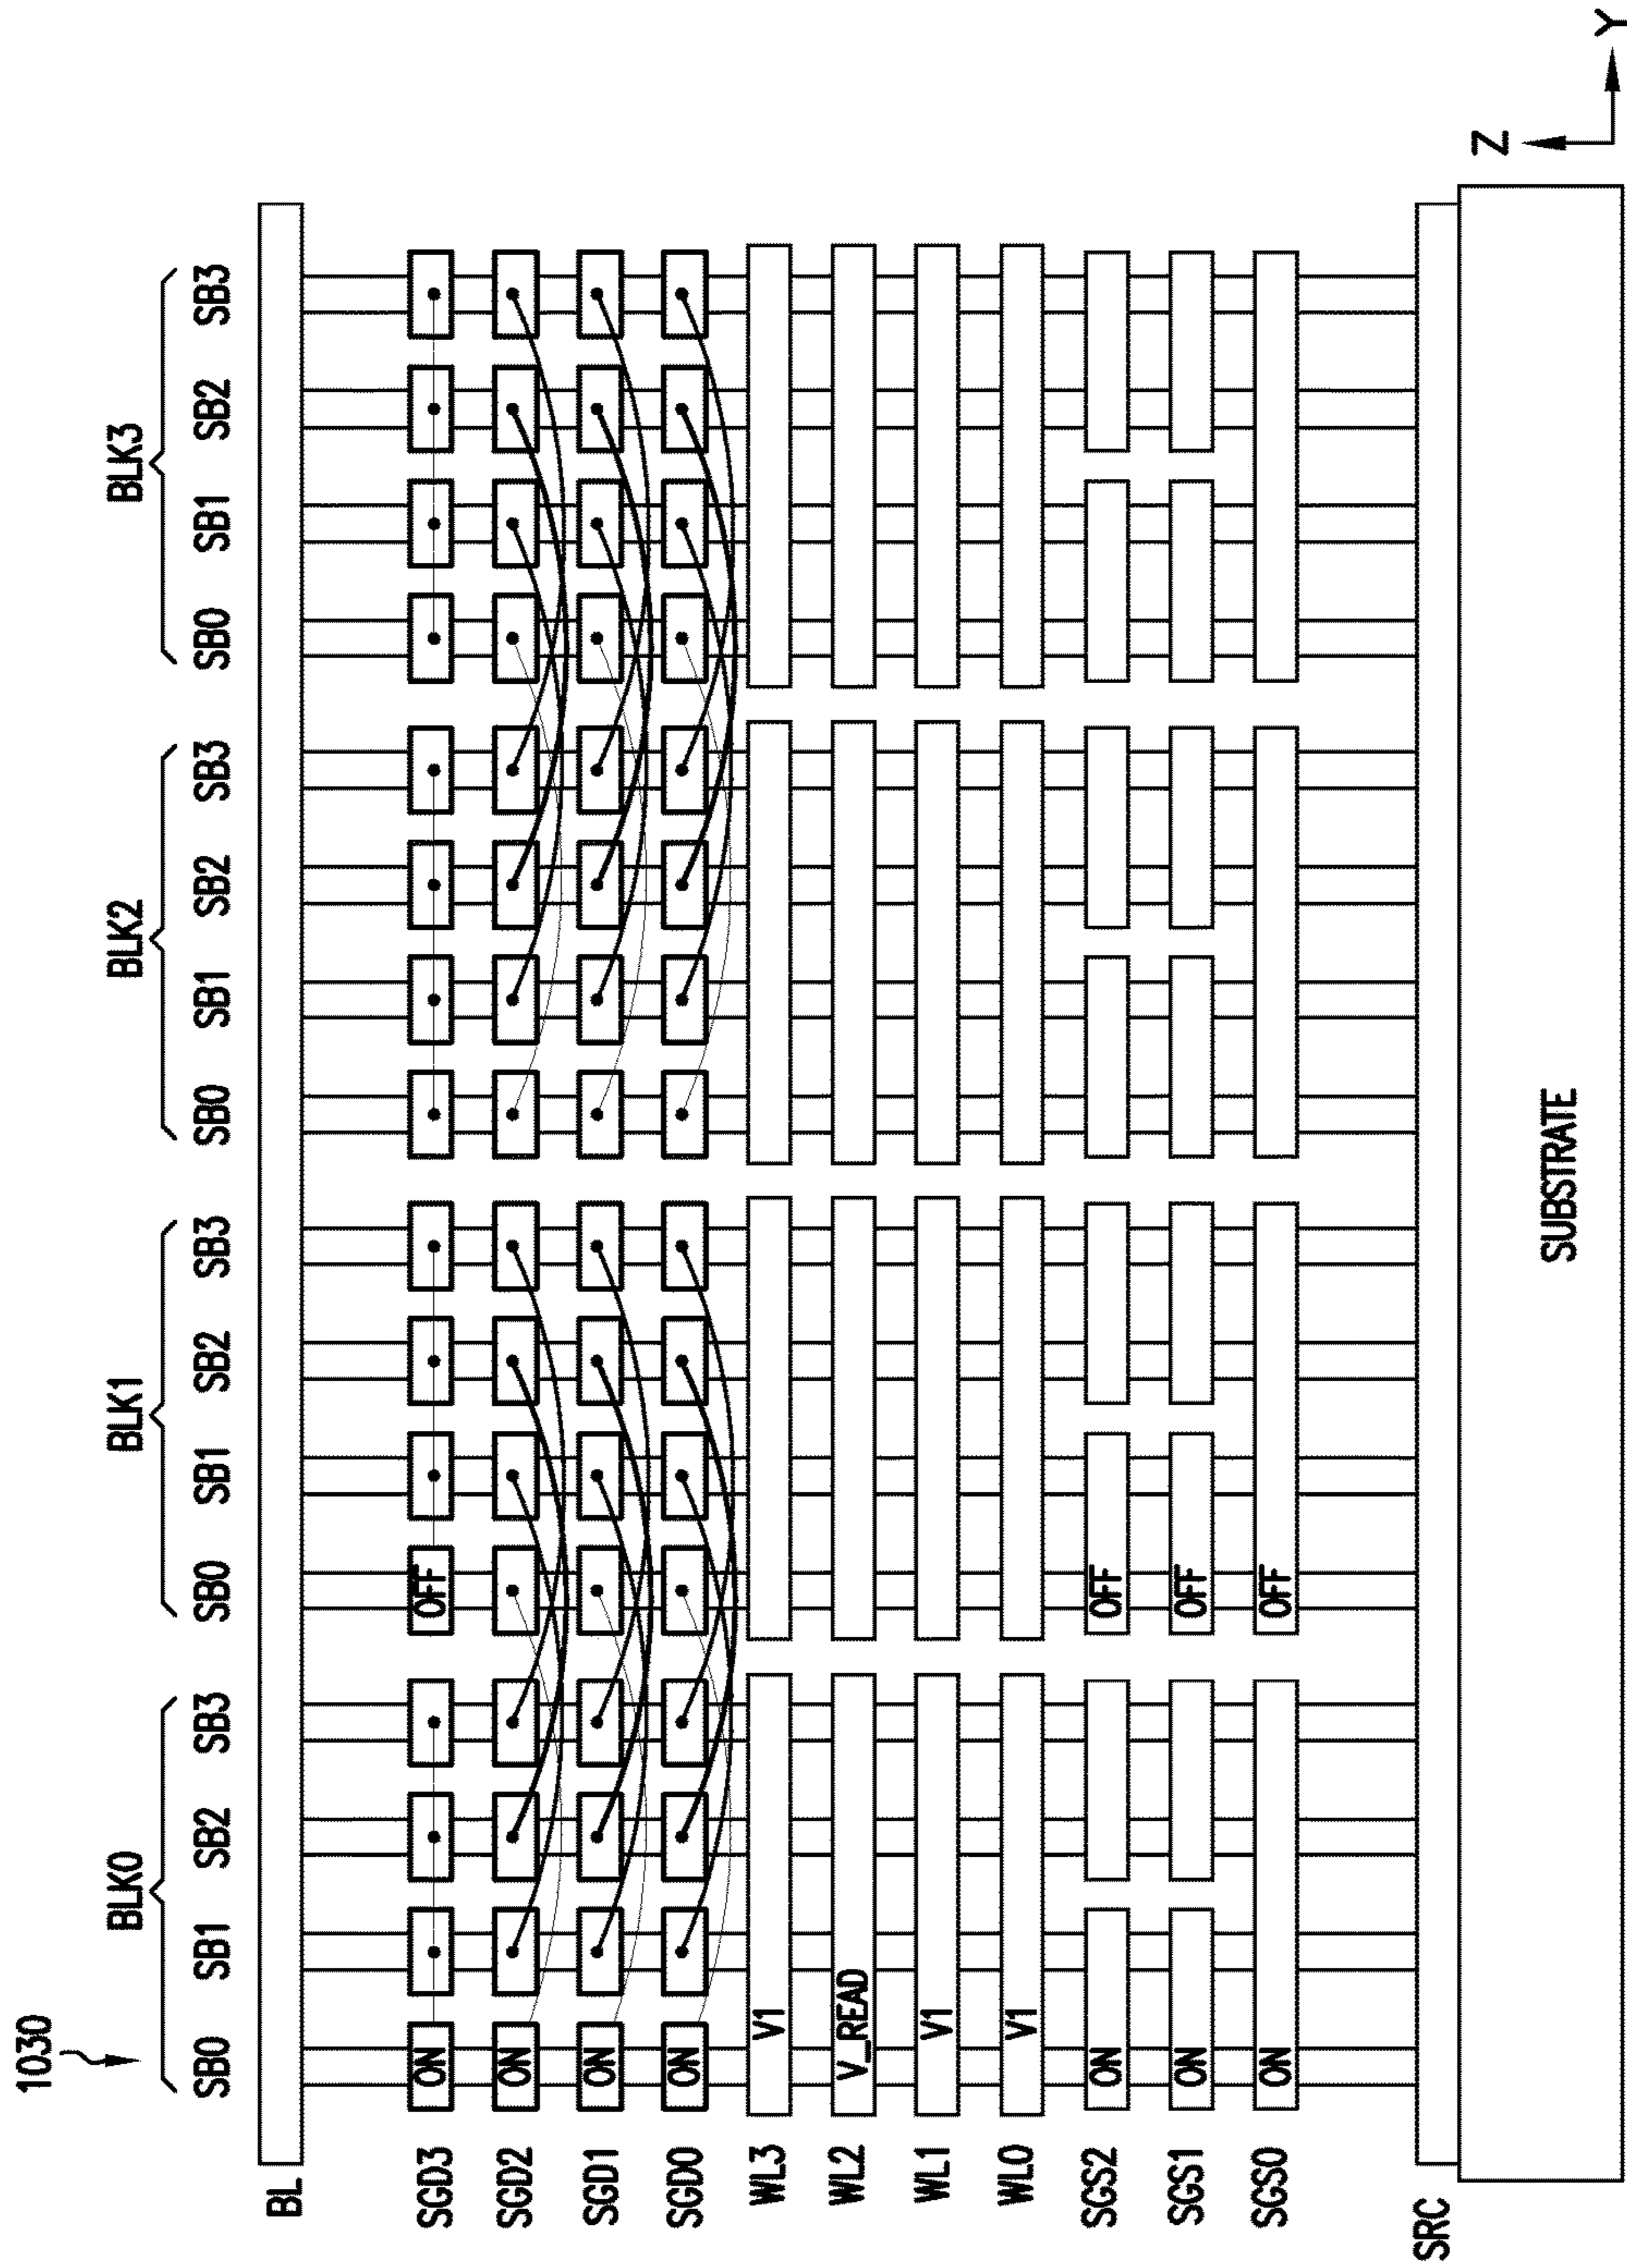 1030
BLK0 BLK1 BLK2 BLK3
SB0 SB1 SB2 SB3 SB0 SB1 SB2 SB3 SB0 SB1 SB2 SB3 SB0 SB1 SB2 SB3
BL
SGD3 ON OFF
SGD2 ON
SGD1 ON
SGD0 ON
WL3 V1
WL2 V_READ
WL1 V1
WL0 V1
SGS2 ON OFF
SGS1 ON OFF
SGS0 ON OFF
SRC
Z
SUBSTRATE
Y